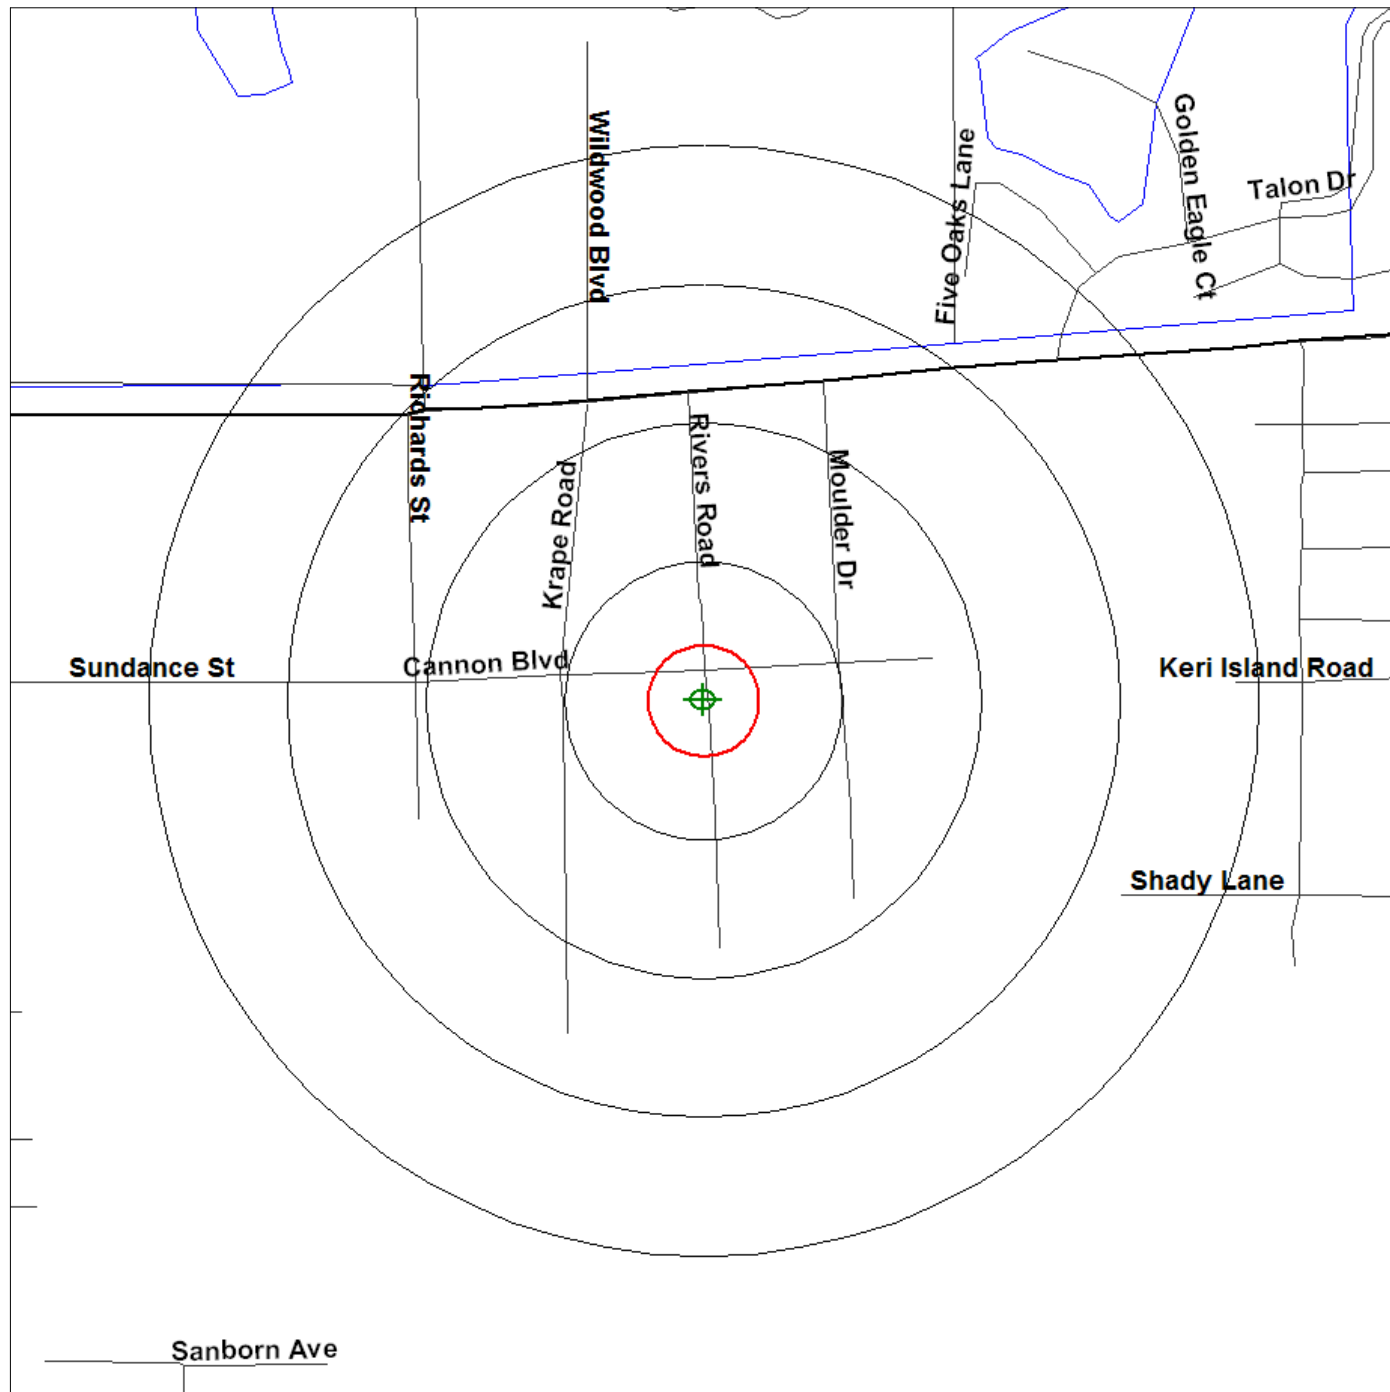 Wildwood Blvd
Golden Eagle Ct
Five Oaks Lane
Talon Dr
Richards St
Rivers Road
Krape Road
Moulder Dr
Sundance St
Cannon Blvd
Keri Island Road
Shady Lane
Sanborn Ave